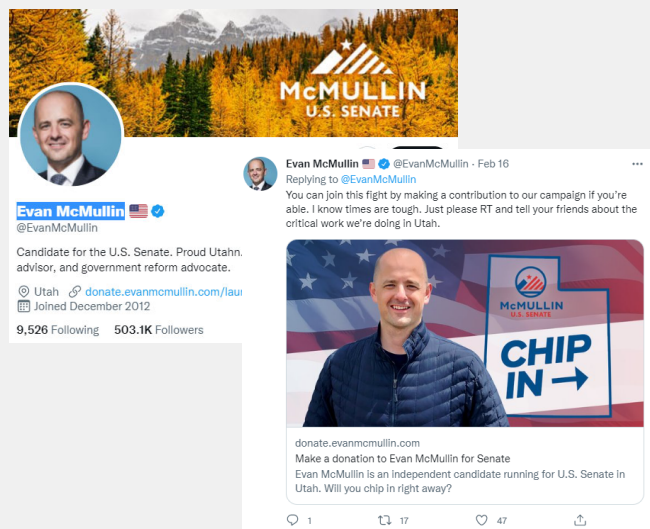 McMULLIN
U.S. SENATE
Evan McMullin
@EvanMcMullin
Candidate for the U.S. Senate. Proud Utahn.
advisor, and government reform advocate.
Utah donate.evanmcmullin.com/lau
Joined December 2012
9,526 Following 503.1K Followers
Evan McMullin @EvanMcMullin · Feb 16
Replying to @EvanMcMullin
You can join this fight by making a contribution to our campaign if you're
able. I know times are tough. Just please RT and tell your friends about the
critical work we're doing in Utah.
McMULLIN
U.S. SENATE
CHIP
IN →
donate.evanmcmullin.com
Make a donation to Evan McMullin for Senate
Evan McMullin is an independent candidate running for U.S. Senate in
Utah. Will you chip in right away?
1 17 47